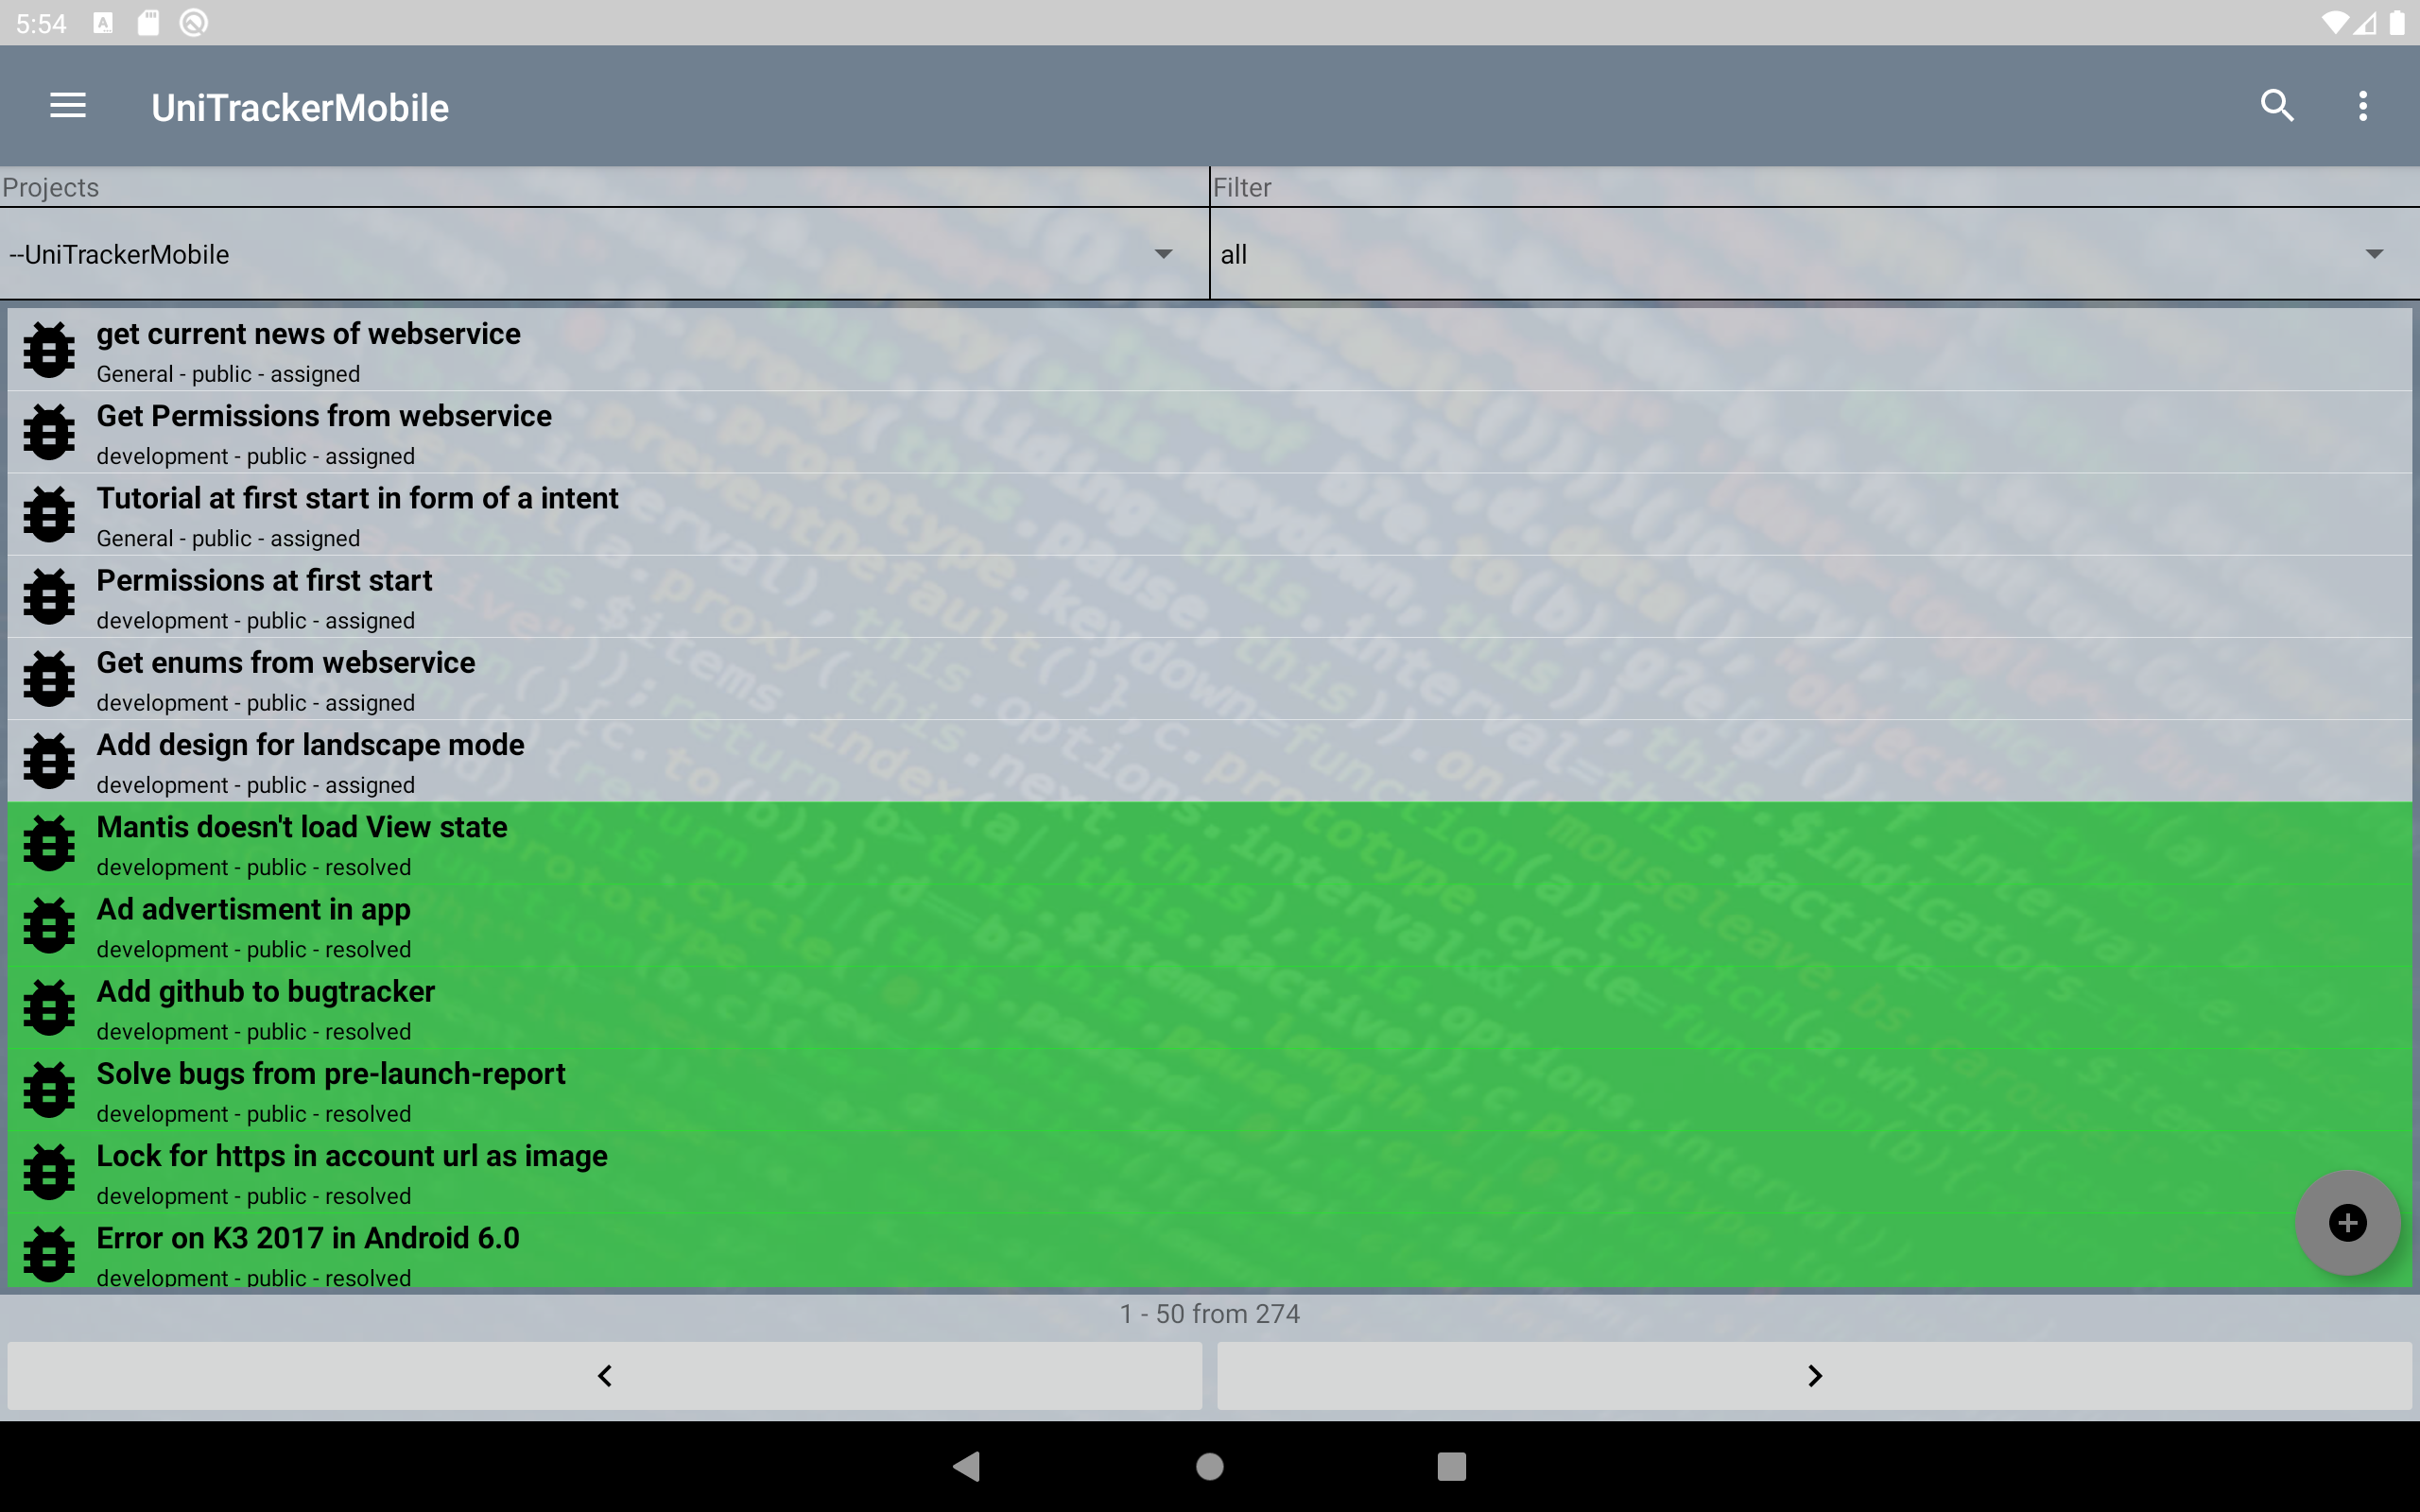 5:54
UniTrackerMobile
Projects
Filter
--UniTrackerMobile
all
get current news of webservice
General - public - assigned
Get Permissions from webservice
development - public - assigned
Tutorial at first start in form of a intent
General - public - assigned
Permissions at first start
development - public - assigned
Get enums from webservice
development - public - assigned
Add design for landscape mode
development - public - assigned
Mantis doesn't load View state
development - public - resolved
Ad advertisment in app
development - public - resolved
Add github to bugtracker
development - public - resolved
Solve bugs from pre-launch-report
development - public - resolved
Lock for https in account url as image
development - public - resolved
Error on K3 2017 in Android 6.0
development - public - resolved
1 - 50 from 274